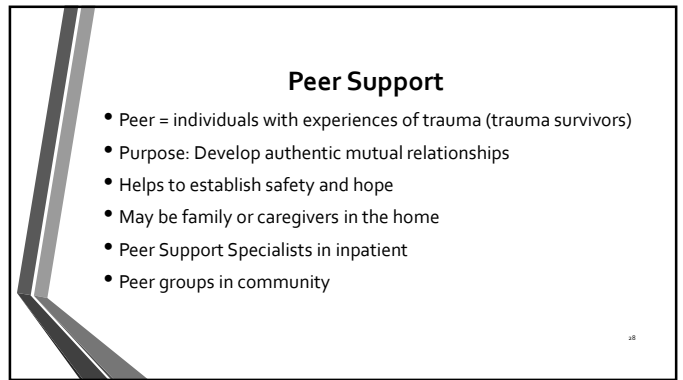 Peer Support
• Peer = individuals with experiences of trauma (trauma survivors)
• Purpose: Develop authentic mutual relationships
• Helps to establish safety and hope
• May be family or caregivers in the home
• Peer Support Specialists in inpatient
• Peer groups in community
28